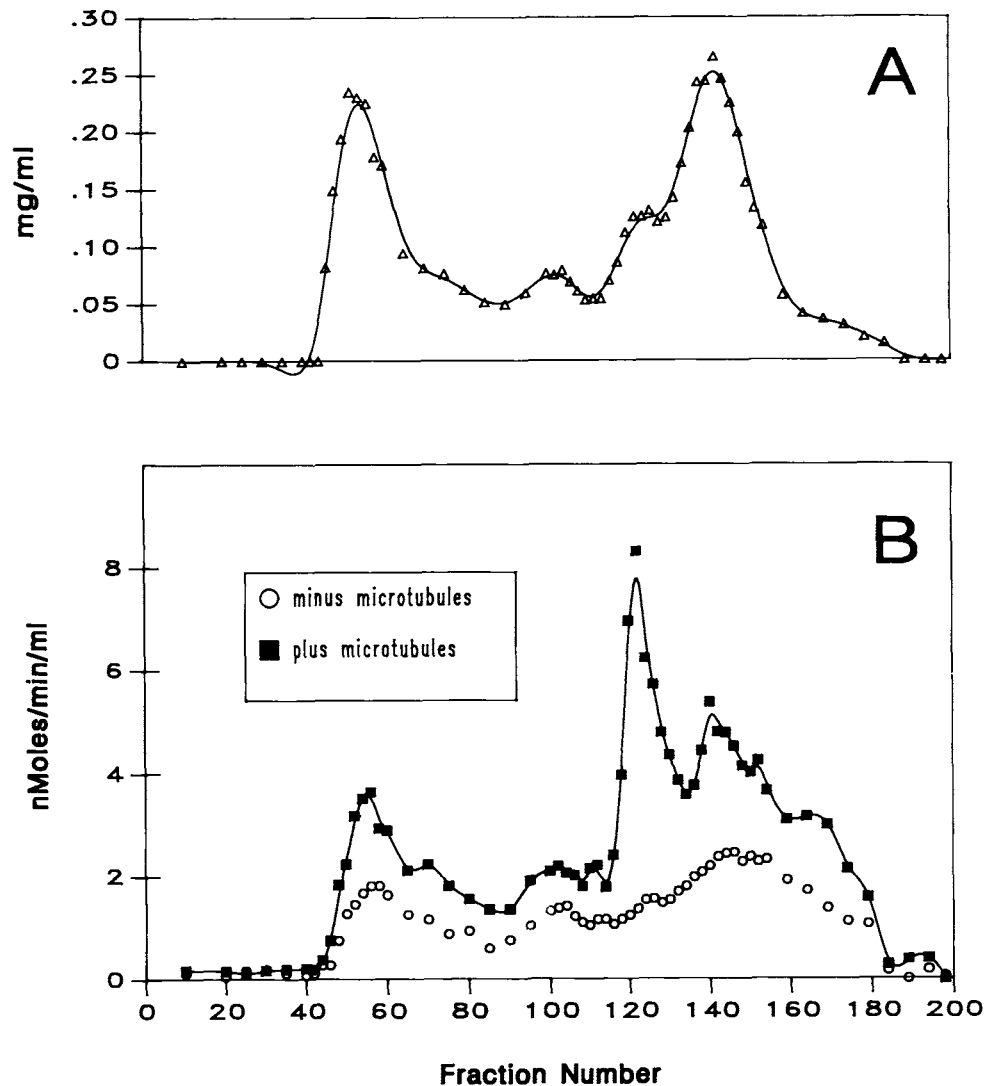 .30
.25
.20
.15
.10
.05
0
mg/ml
A
8
6
4
2
0
nMoles/min/ml
B
minus microtubules
plus microtubules
0 20 40 60 80 100 120 140 160 180 200
Fraction Number